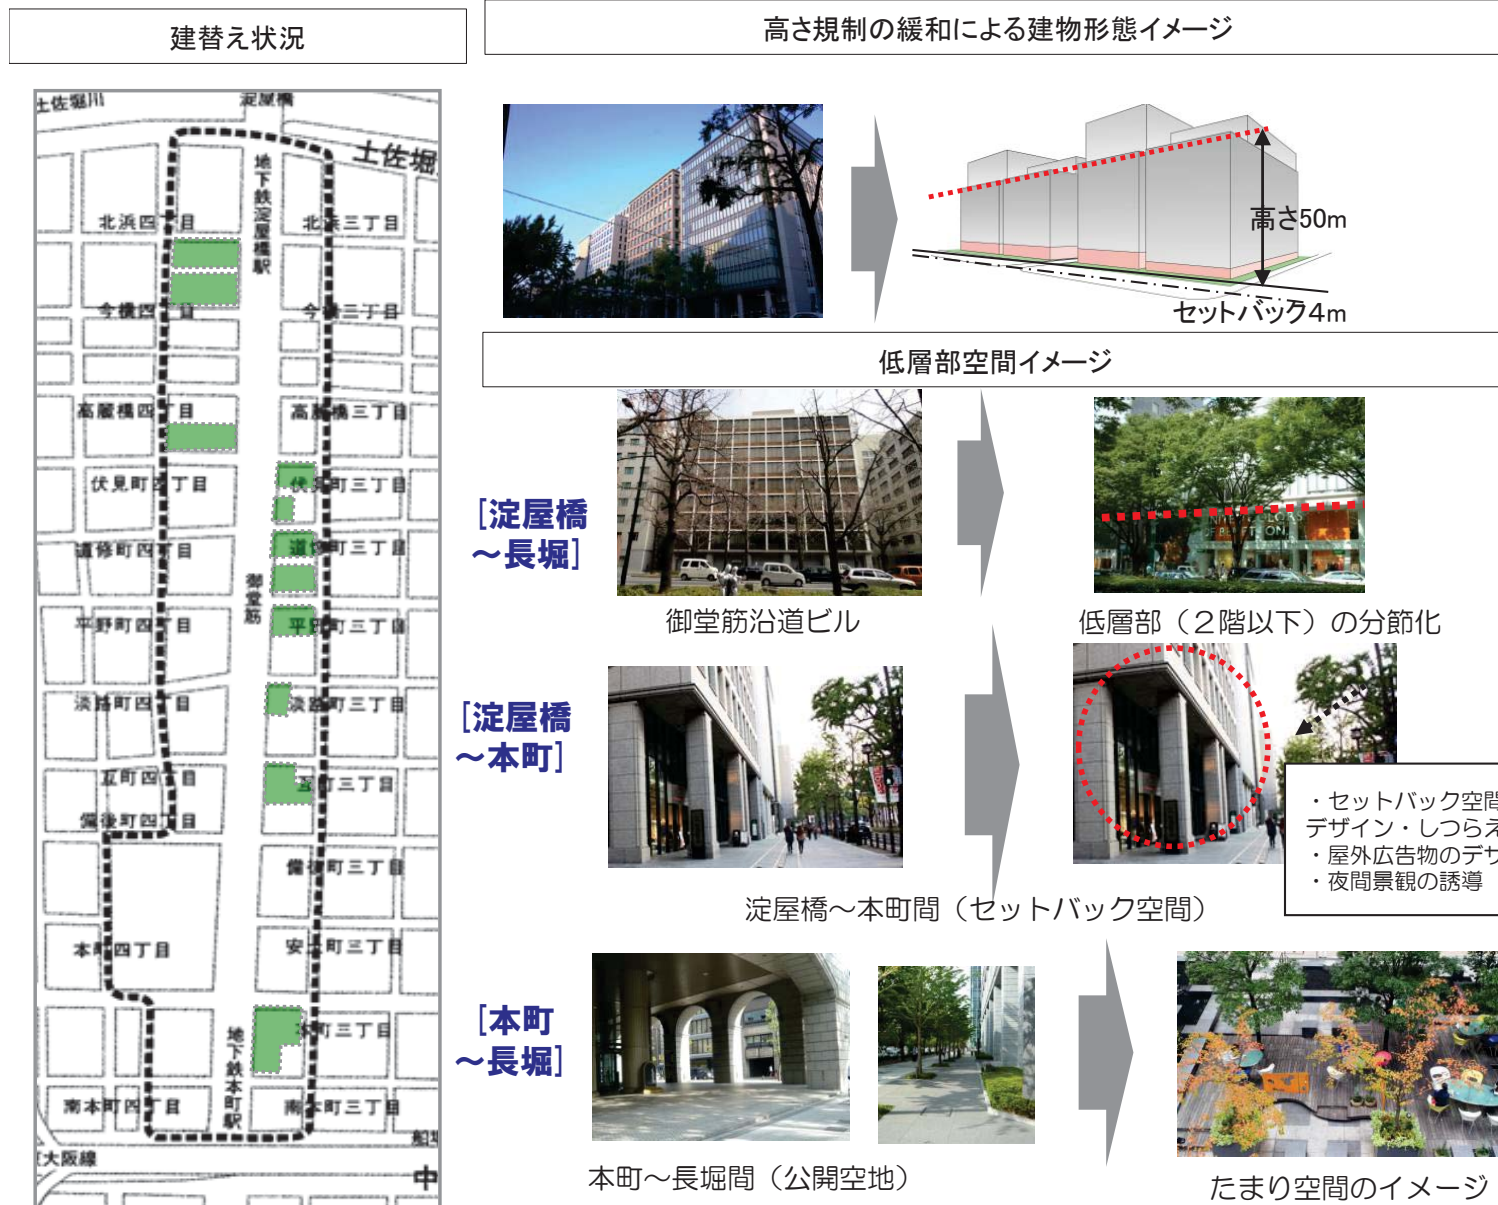 建替え状況
高さ規制の緩和による建物形態イメージ
土佐堀川
淀屋橋
土佐堀
地下鉄淀屋橋駅
北浜四丁目
北浜三丁目
今橋四丁目
今橋三丁目
高麗橋四丁目
高麗橋三丁目
伏見町四丁目
伏見町三丁目
道修町四丁目
道修町三丁目
御堂筋
平野町四丁目
平野町三丁目
淡路町四丁目
淡路町三丁目
瓦町四丁目
瓦町三丁目
備後町四丁目
備後町三丁目
本町四丁目
安土町三丁目
本町三丁目
地下鉄本町駅
南本町四丁目
南本町三丁目
船場
大阪線
中
高さ50m
セットバック4m
低層部空間イメージ
[淀屋橋
～長堀]
御堂筋沿道ビル
低層部（２階以下）の分節化
[淀屋橋
～本町]
・セットバック空間
デザイン・しつらえ
・屋外広告物のデザ
・夜間景観の誘導
淀屋橋～本町間（セットバック空間）
[本町
～長堀]
本町～長堀間（公開空地）
たまり空間のイメージ